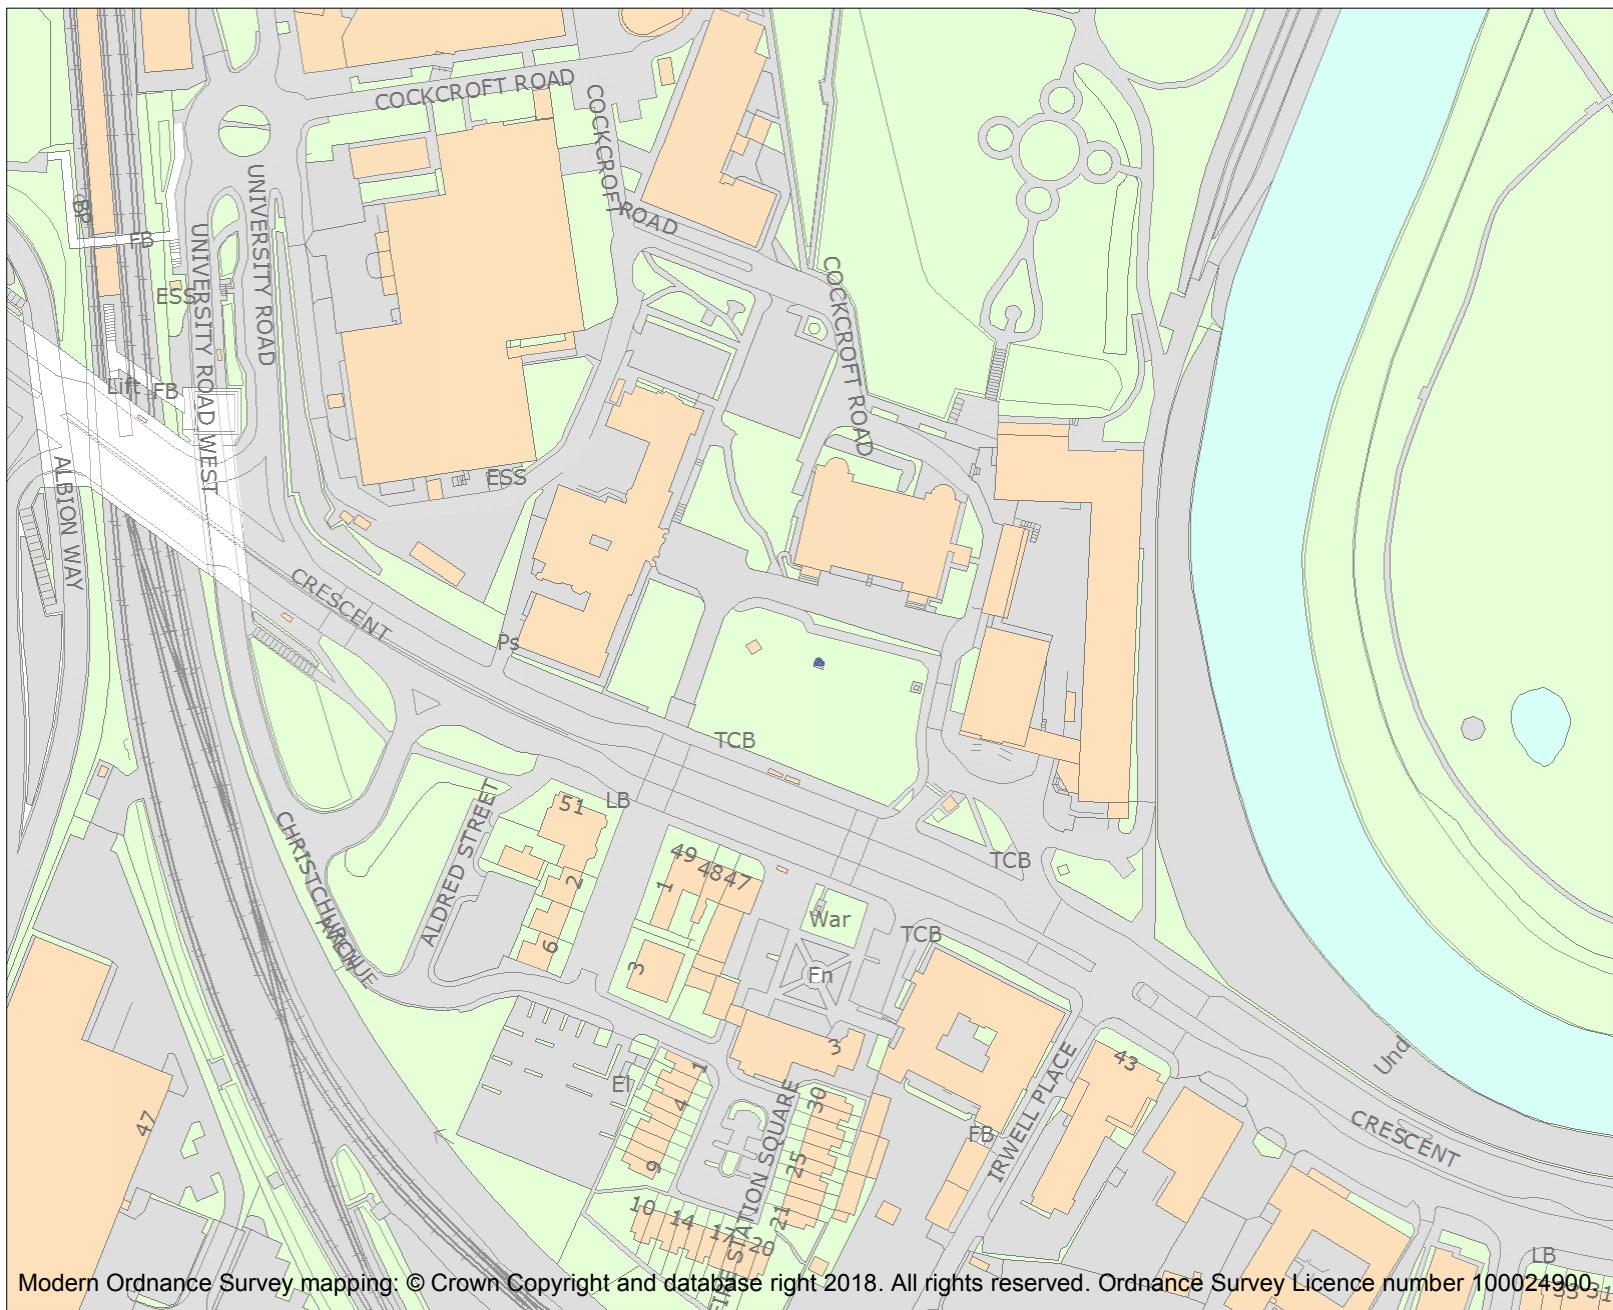 COCKCROFT ROAD
COCKCROFT
ROAD
UNIVERSITY ROAD
GP
FB
UNIVERSITY ROAD WEST
ESS
COCKCROFT ROAD
Lift
FB
ALBION WAY
ESS
CRESCENT
Ps
TCB
ALDRED STREET
51
LB
CHRISTCHURCH
AVENUE
49
48
47
1
2
6
3
TCB
War
TCB
Fn
3
El
1
4
9
30
25
21
43
IRWELL PLACE
FB
Und
CRESCENT
47
10
14
17
20
FIRE STATION SQUARE
LB
33
31
Modern Ordnance Survey mapping: © Crown Copyright and database right 2018. All rights reserved. Ordnance Survey Licence number 100024900.